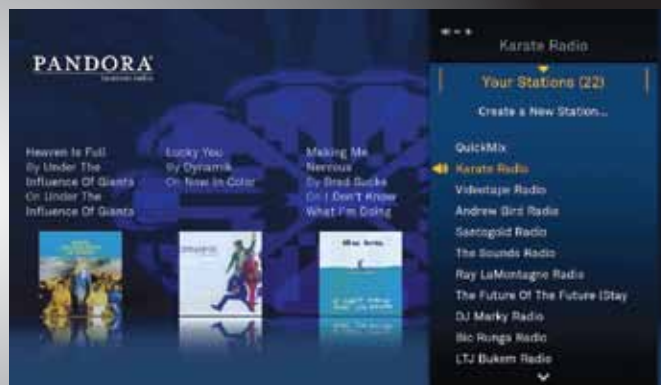 PANDORA
internet radio
Heaven Is Full
By Under The
Influence Of Giants
On Under The
Influence Of Giants
Lucky You
By Dynamik
On Now In Color
Making Me
Nervous
By Brad Sucks
On I Don't Know
What I'm Doing
Karate Radio
Your Stations (22)
Create a New Station...
QuickMix
Karate Radio
Videotape Radio
Andrew Bird Radio
Santogold Radio
The Sounds Radio
Ray LaMontagne Radio
The Future Of The Future (Stay
DJ Marky Radio
Bic Runga Radio
LTJ Bukem Radio